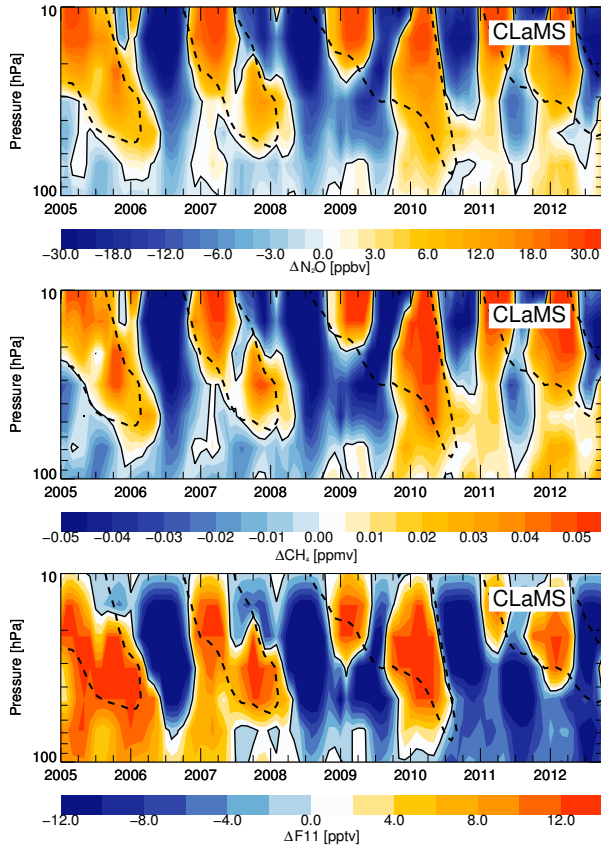 10
CLaMS
Pressure [hPa]
100
2005 2006 2007 2008 2009 2010 2011 2012
−30.0 −18.0 −12.0 −6.0 −3.0 0.0 3.0 6.0 12.0 18.0 30.0
ΔN₂O [ppbv]
10
CLaMS
Pressure [hPa]
100
2005 2006 2007 2008 2009 2010 2011 2012
−0.05 −0.04 −0.03 −0.02 −0.01 0.00 0.01 0.02 0.03 0.04 0.05
ΔCH₄ [ppmv]
10
CLaMS
Pressure [hPa]
100
2005 2006 2007 2008 2009 2010 2011 2012
−12.0 −8.0 −4.0 0.0 4.0 8.0 12.0
ΔF11 [pptv]